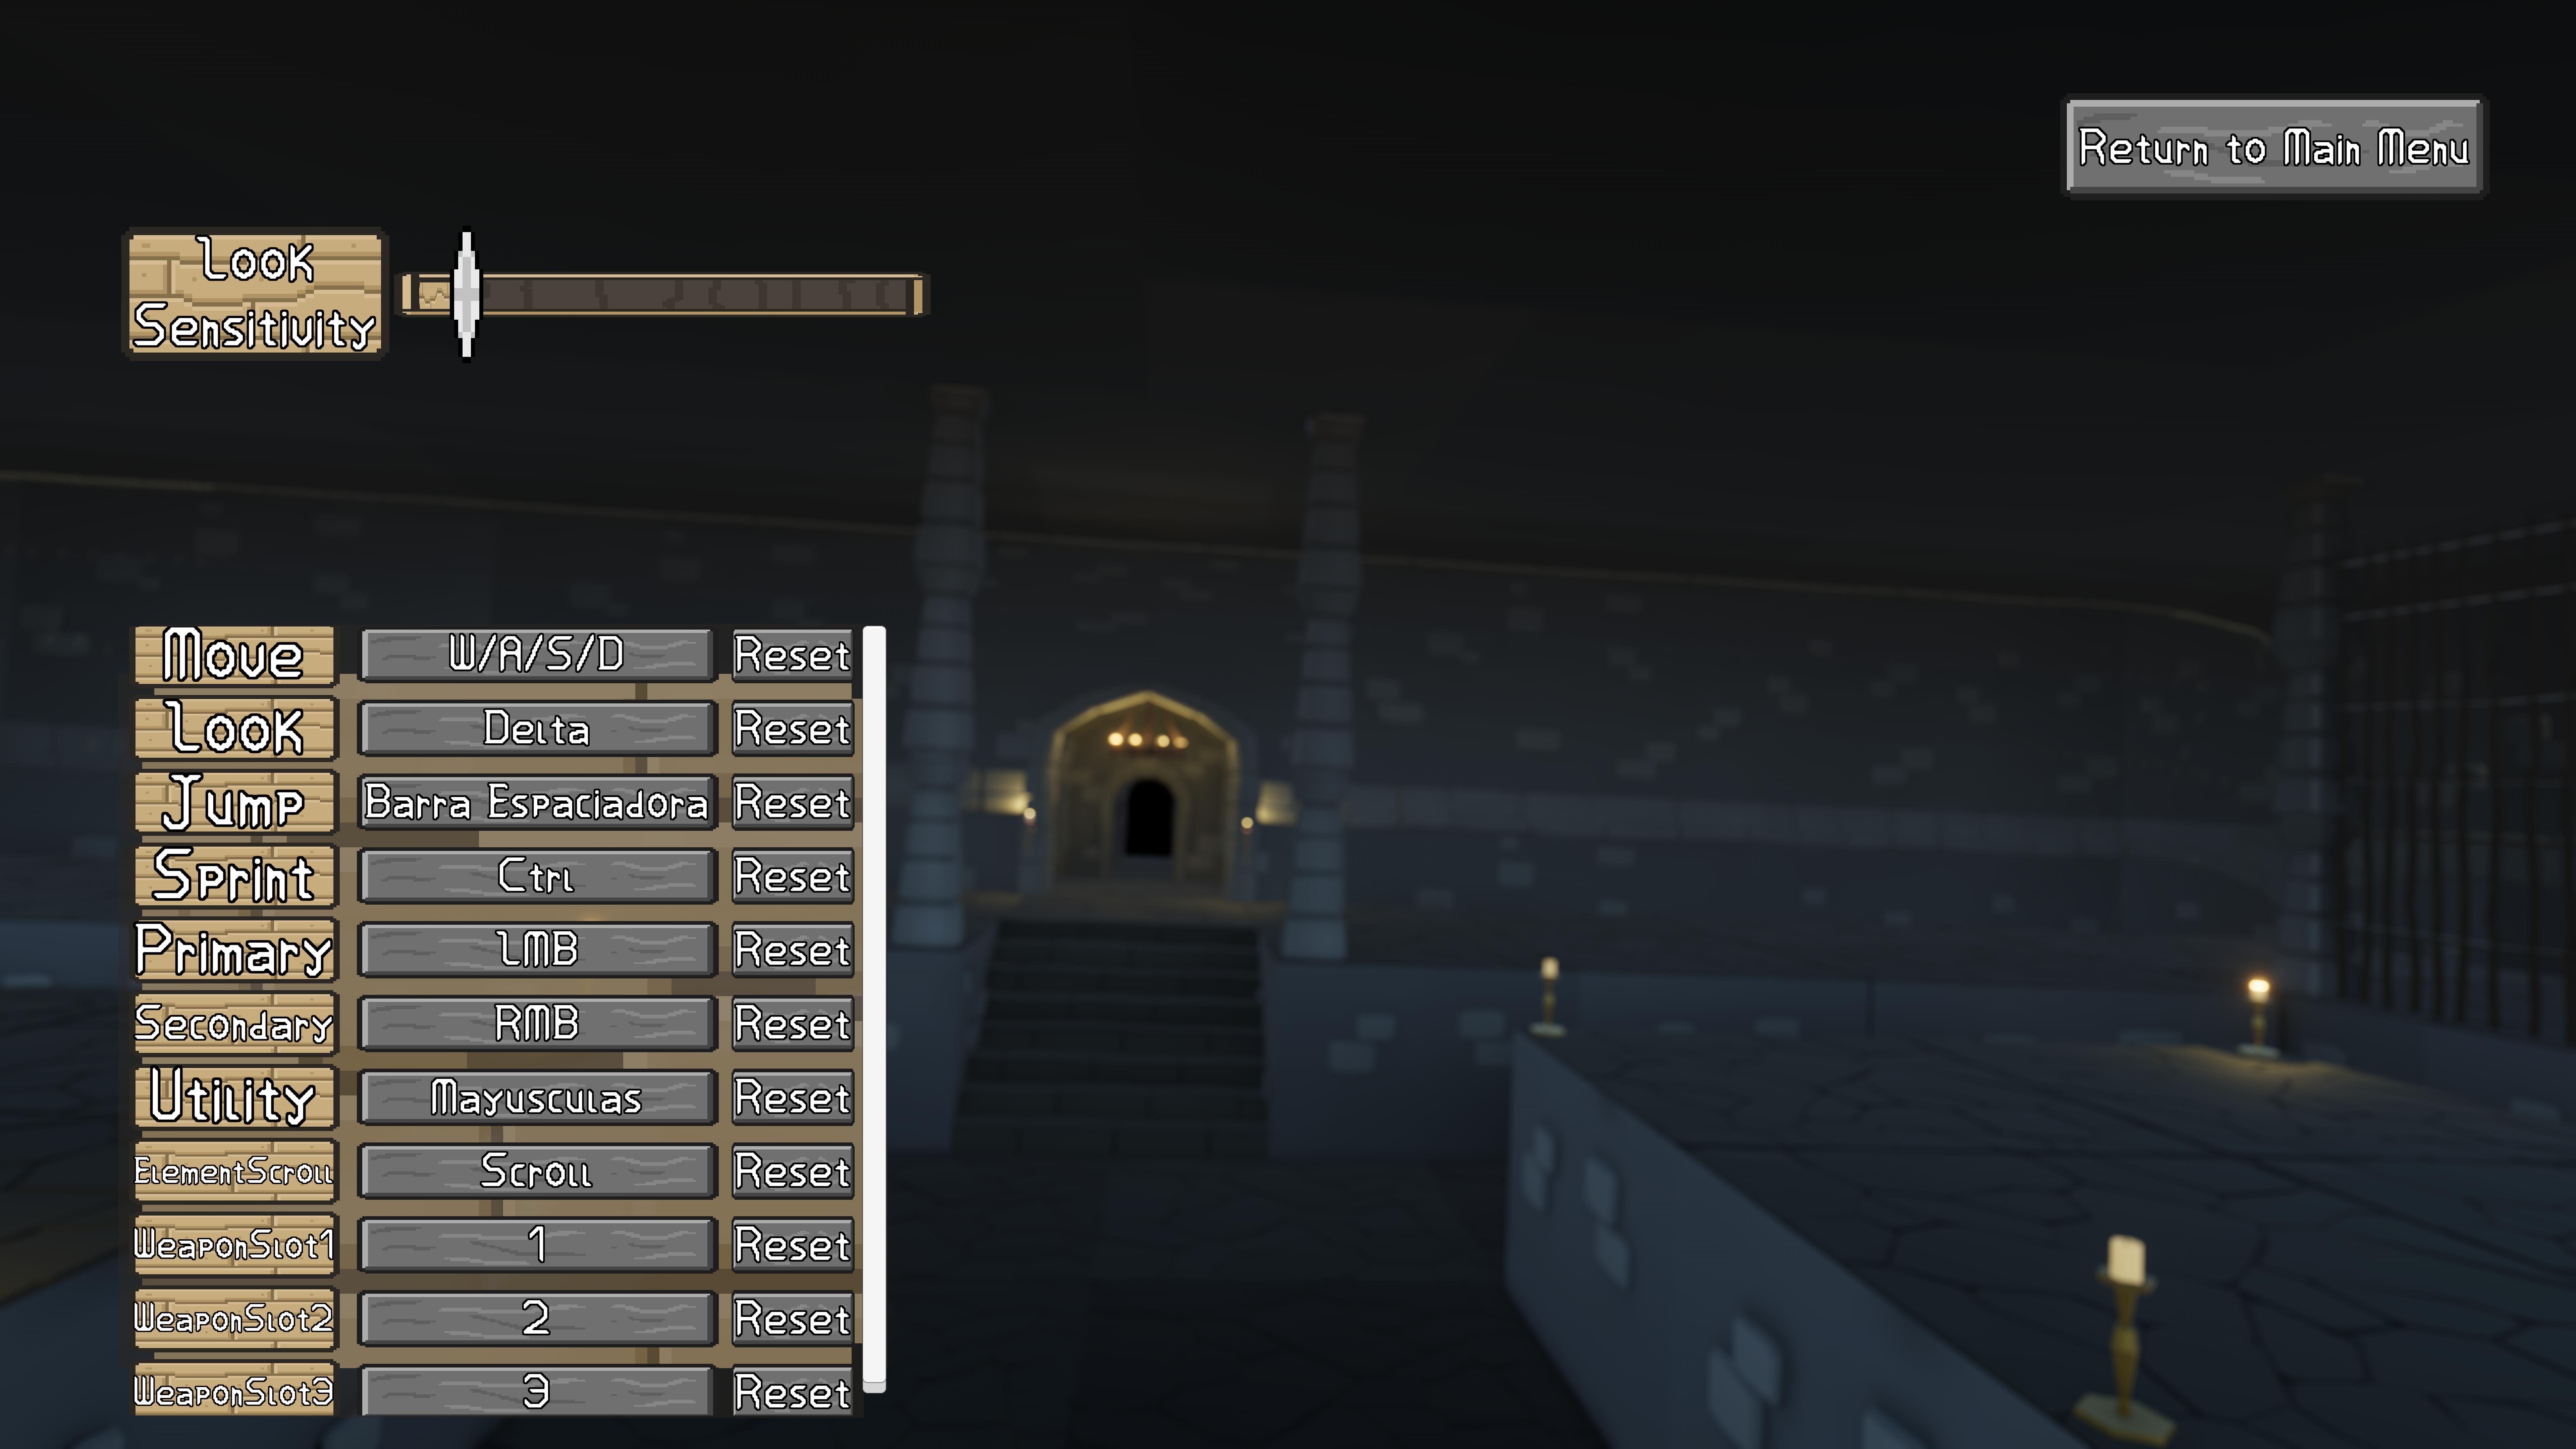 Return to Main Menu
Look
Sensitivity
Move W/A/S/D Reset
Look Delta Reset
Jump Barra Espaciadora Reset
Sprint Ctrl Reset
Primary LMB Reset
Secondary RMB Reset
Utility Mayusculas Reset
ElementScroll Scroll Reset
WeaponSlot1 1 Reset
WeaponSlot2 2 Reset
WeaponSlot3 3 Reset